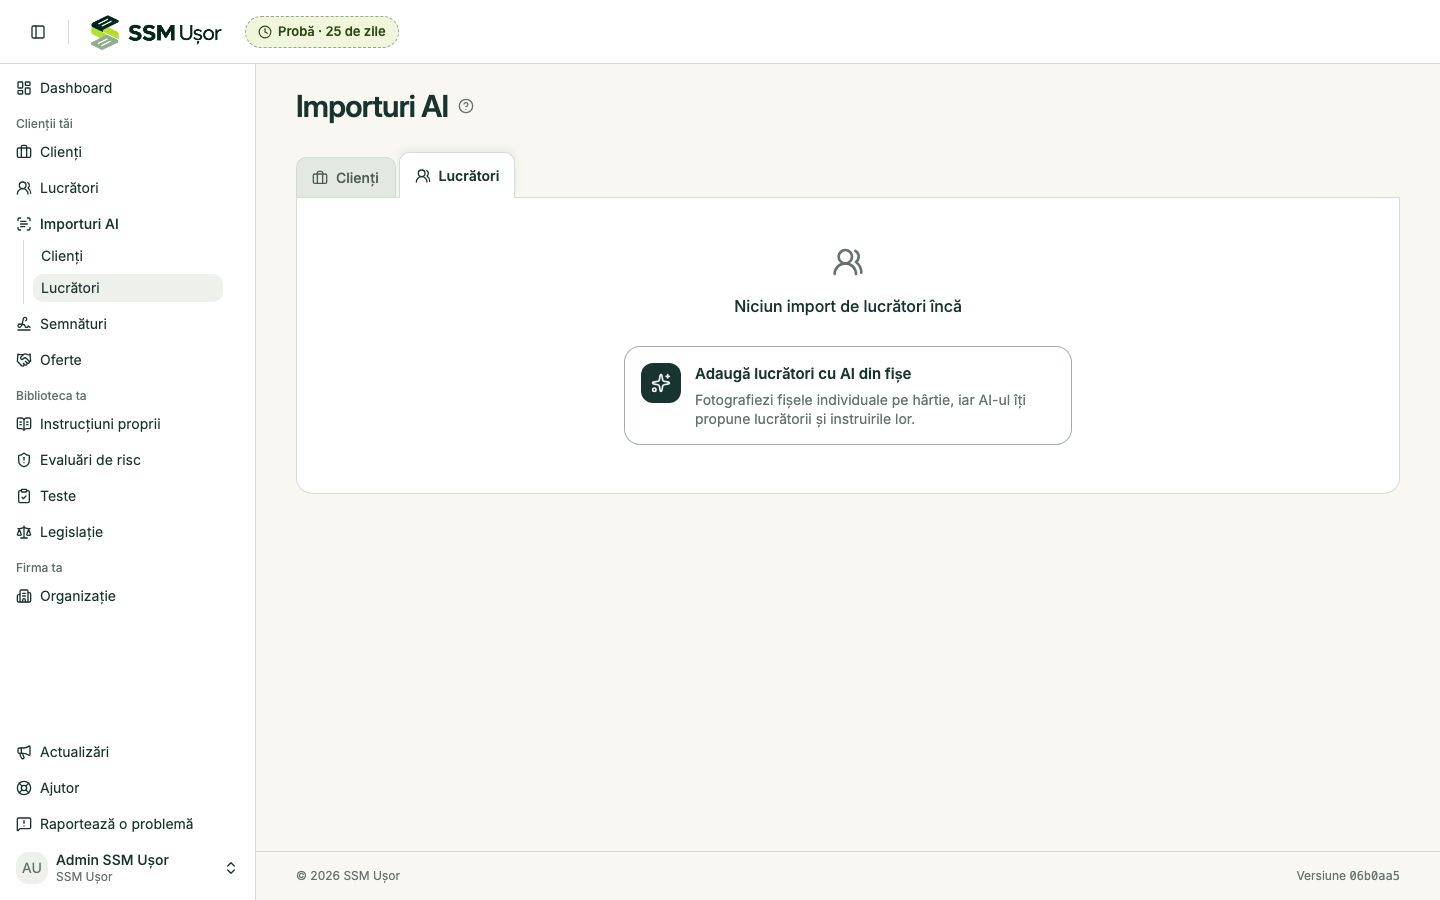 SSM Ușor
Probă · 25 de zile
Dashboard
Clienții tăi
Clienți
Lucrători
Importuri AI
Clienți
Lucrători
Semnături
Oferte
Biblioteca ta
Instrucțiuni proprii
Evaluări de risc
Teste
Legislație
Firma ta
Organizație
Actualizări
Ajutor
Raportează o problemă
AU
Admin SSM Ușor
SSM Ușor
Importuri AI
Clienți
Lucrători
Niciun import de lucrători încă
Adaugă lucrători cu AI din fișe
Fotografiezi fișele individuale pe hârtie, iar AI-ul îți
propune lucrătorii și instruirile lor.
© 2026 SSM Ușor
Versiune 06b0aa5